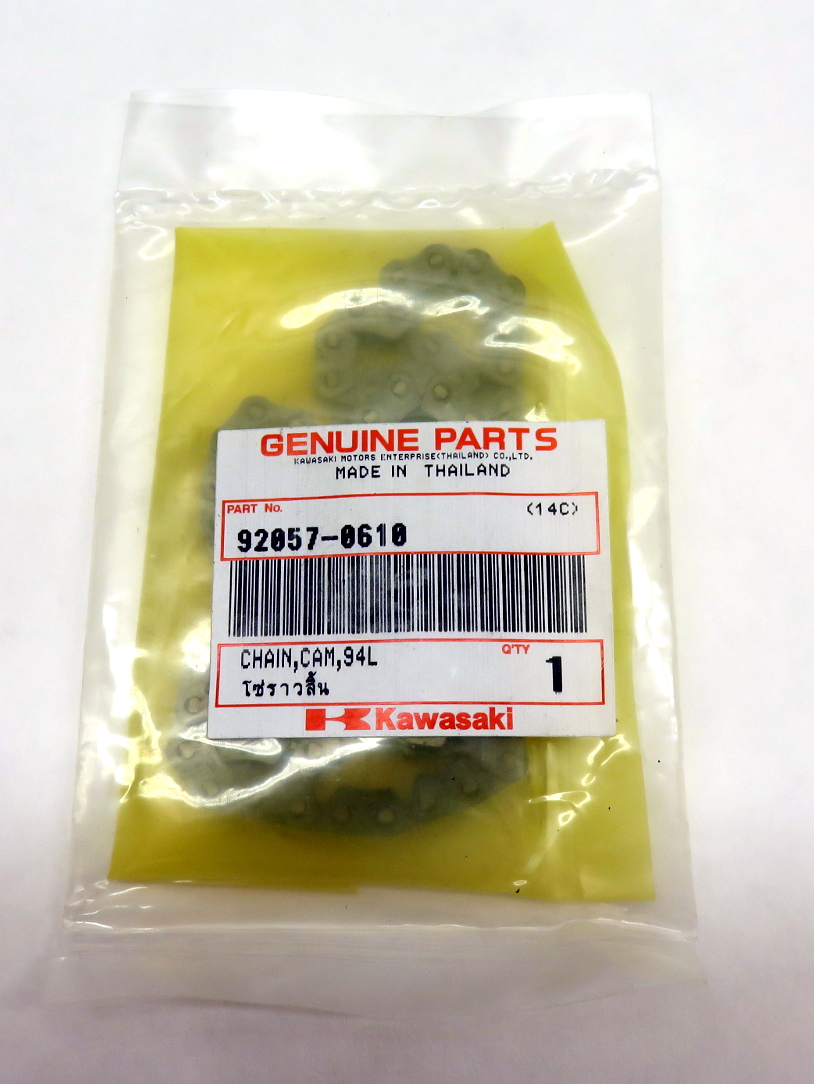 GENUINE PARTS
KAWASAKI MOTORS ENTERPRISE(THAILAND) CO.,LTD.
MADE IN THAILAND
PART No. (14C)
92057-0610
CHAIN,CAM,94L Q'TY
โซ่ราวลิ้น 1
Kawasaki